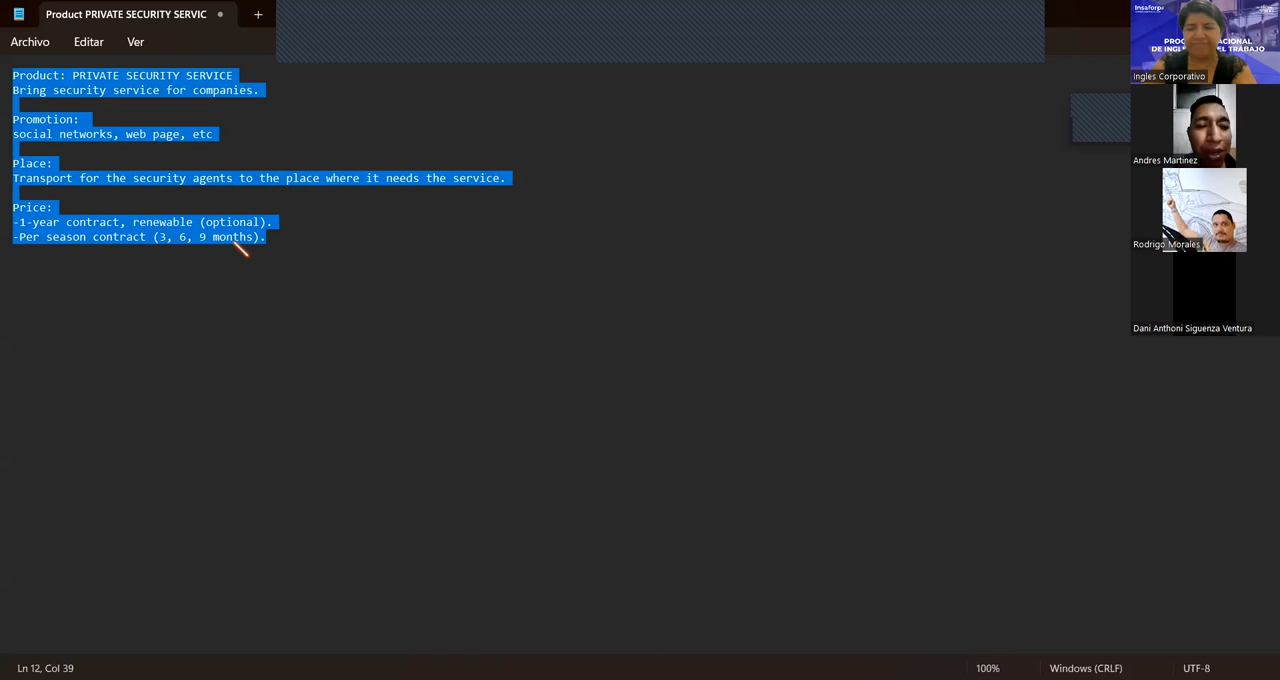 Product PRIVATE SECURITY SERVIC
Archivo Editar Ver
Product: PRIVATE SECURITY SERVICE
Bring security service for companies.
Promotion:
social networks, web page, etc
Place:
Transport for the security agents to the place where it needs the service.
Price:
-1-year contract, renewable (optional).
-Per season contract (3, 6, 9 months).
Insaforp
Ingles Corporativo
Andres Martinez
Rodrigo Morales
Dani Anthoni Siguenza Ventura
Ln 12, Col 39
100%
Windows (CRLF)
UTF-8